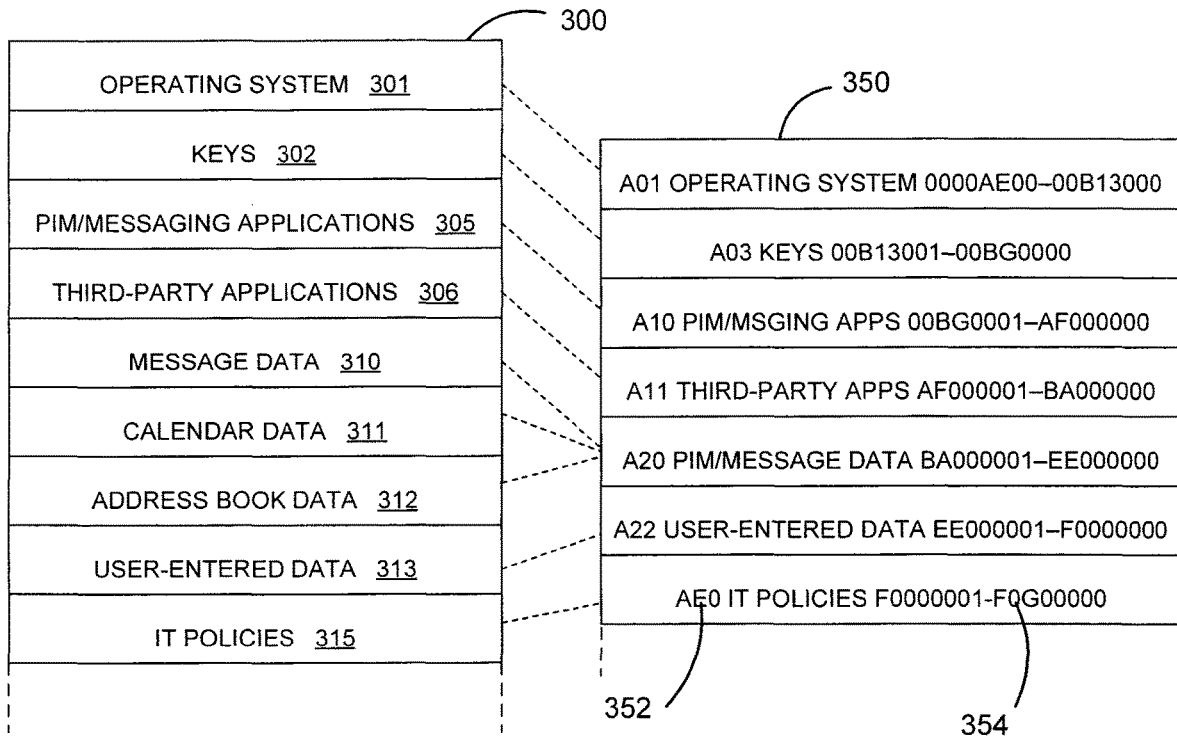 300
OPERATING SYSTEM 301
KEYS 302
PIM/MESSAGING APPLICATIONS 305
THIRD-PARTY APPLICATIONS 306
MESSAGE DATA 310
CALENDAR DATA 311
ADDRESS BOOK DATA 312
USER-ENTERED DATA 313
IT POLICIES 315
350
A01 OPERATING SYSTEM 0000AE00–00B13000
A03 KEYS 00B13001–00BG0000
A10 PIM/MSGING APPS 00BG0001–AF000000
A11 THIRD-PARTY APPS AF000001–BA000000
A20 PIM/MESSAGE DATA BA000001–EE000000
A22 USER-ENTERED DATA EE000001–F0000000
AE0 IT POLICIES F0000001-F0G00000
352
354